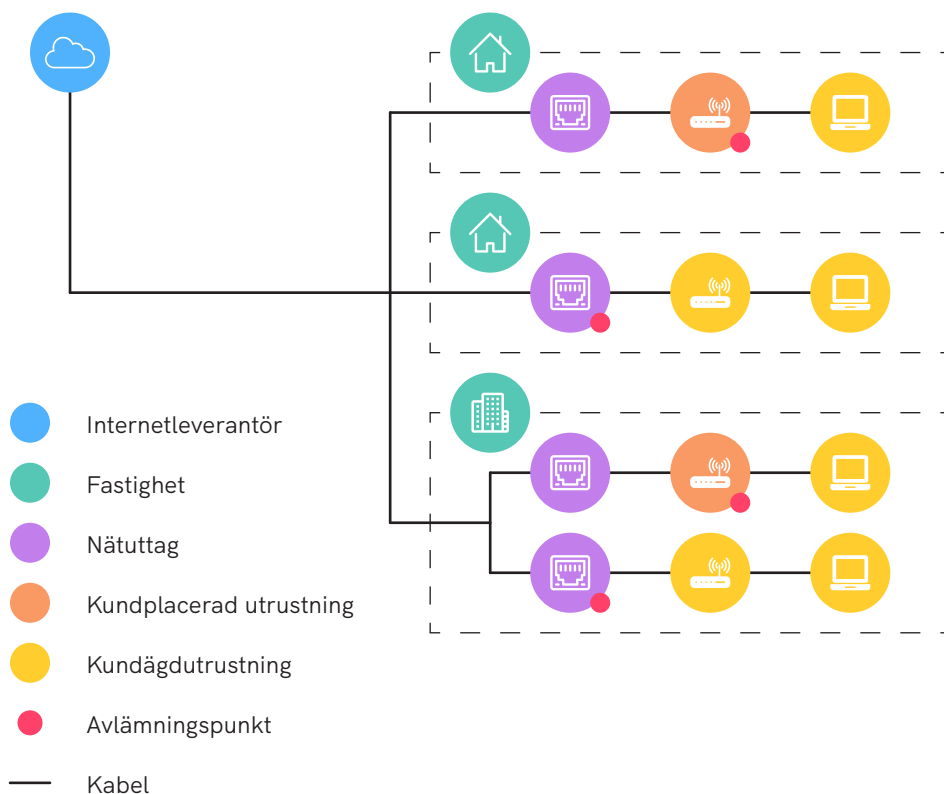 Internetleverantör
Fastighet
Nätuttag
Kundplacerad utrustning
Kundägdutrustning
Avlämningspunkt
Kabel